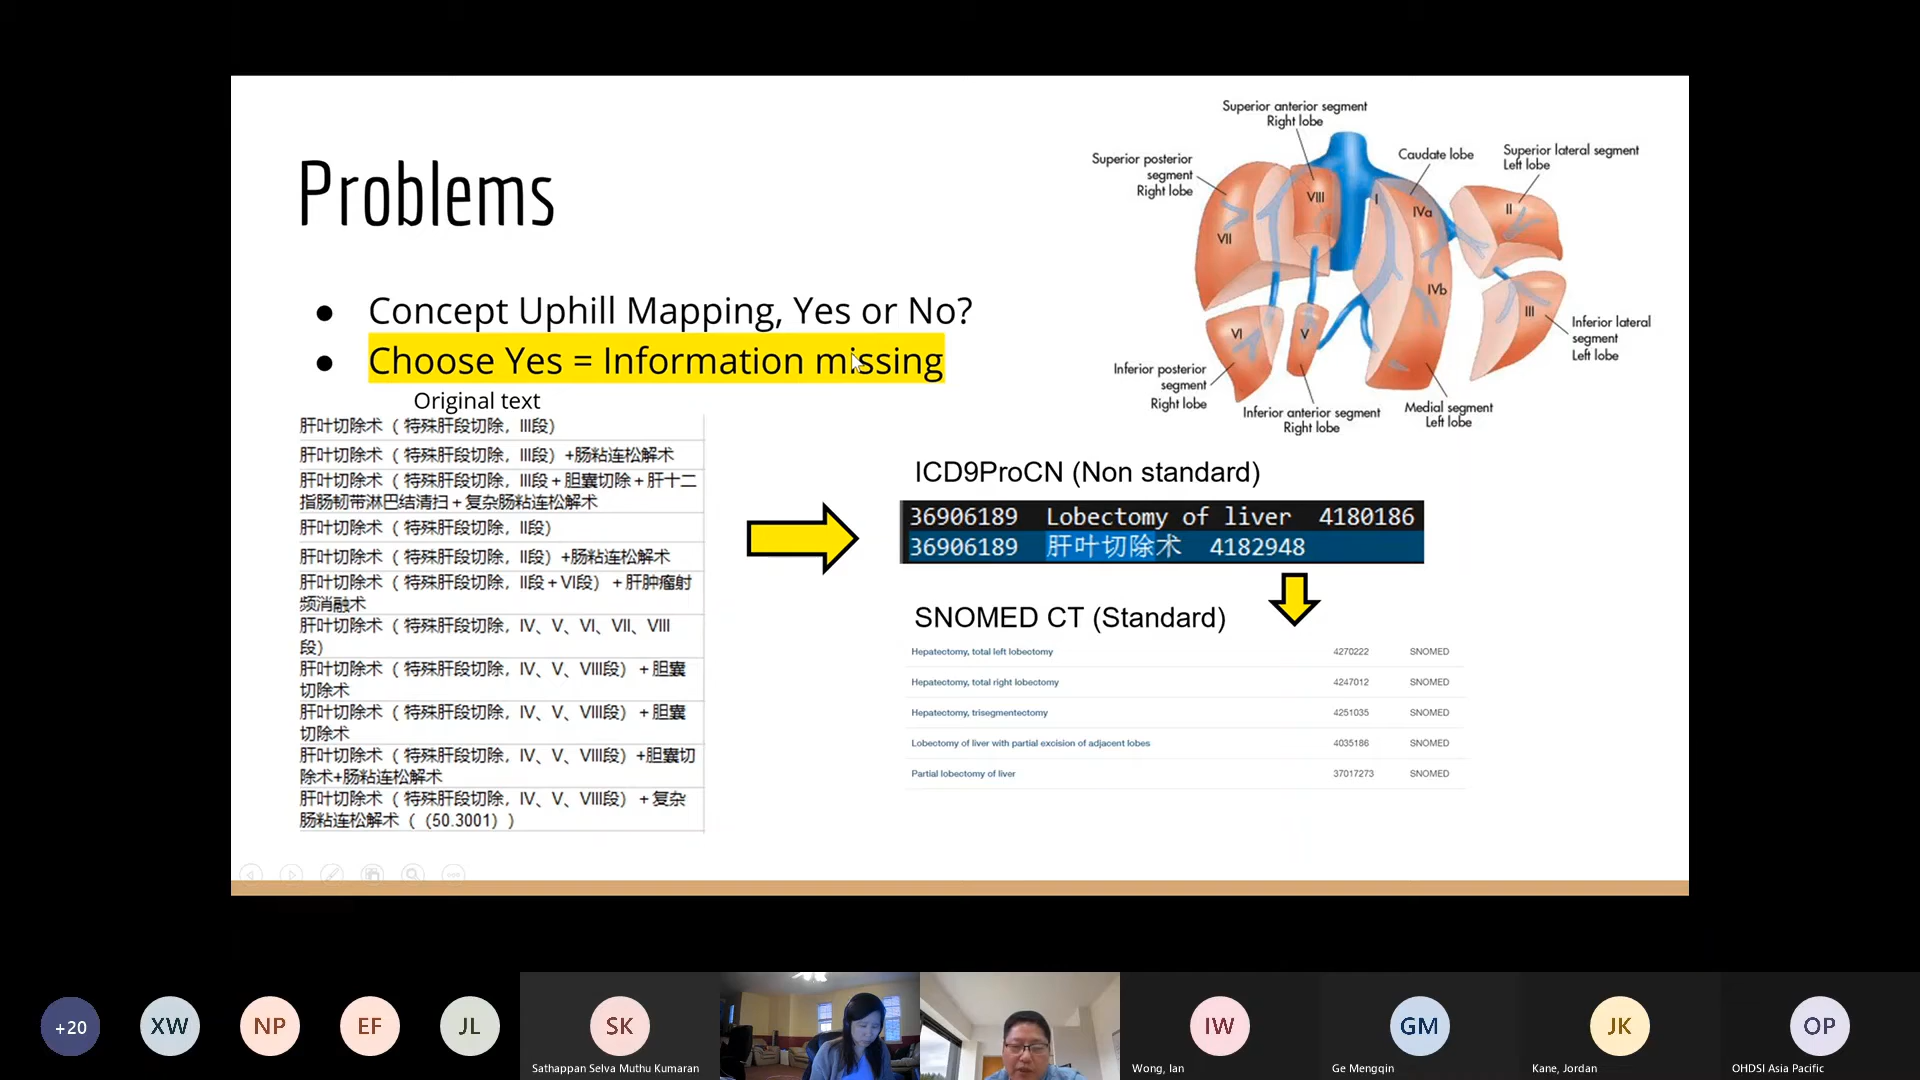 Problems
● Concept Uphill Mapping, Yes or No?
● Choose Yes = Information missing
Original text
肝叶切除术（ 特殊肝段切除，III段）
肝叶切除术（ 特殊肝段切除，III段）+肠粘连松解术
肝叶切除术（ 特殊肝段切除，III段＋胆囊切除＋肝十二
指肠韧带淋巴结清扫＋复杂肠粘连松解术
肝叶切除术（ 特殊肝段切除，II段）
肝叶切除术（ 特殊肝段切除，II段）+肠粘连松解术
肝叶切除术（ 特殊肝段切除，II段＋VI段）＋肝肿瘤射
频消融术
肝叶切除术（ 特殊肝段切除，IV、V、VI、VII、VIII
段）
肝叶切除术（ 特殊肝段切除，IV、V、VIII段）＋胆囊
切除术
肝叶切除术（ 特殊肝段切除，IV、V、VIII段）＋胆囊
切除术
肝叶切除术（ 特殊肝段切除，IV、V、VIII段）+胆囊切
除术+肠粘连松解术
肝叶切除术（ 特殊肝段切除，IV、V、VIII段）＋复杂
肠粘连松解术（（50.3001））
Superior anterior segment
Right lobe
Superior posterior
segment
Right lobe
Caudate lobe
Superior lateral segment
Left lobe
VIII
I
IVa
II
VII
IVb
III
VI
V
Inferior lateral
segment
Left lobe
Inferior posterior
segment
Right lobe
Inferior anterior segment
Right lobe
Medial segment
Left lobe
ICD9ProCN (Non standard)
36906189 Lobectomy of liver 4180186
36906189 肝叶切除术 4182948
SNOMED CT (Standard)
Hepatectomy, total left lobectomy 4270222 SNOMED
Hepatectomy, total right lobectomy 4247012 SNOMED
Hepatectomy, trisegmentectomy 4251035 SNOMED
Lobectomy of liver with partial excision of adjacent lobes 4035186 SNOMED
Partial lobectomy of liver 37017273 SNOMED
+20
XW
NP
EF
JL
SK
IW
GM
JK
OP
Sathappan Selva Muthu Kumaran
Wong, Ian
Ge Mengqin
Kane, Jordan
OHDSI Asia Pacific